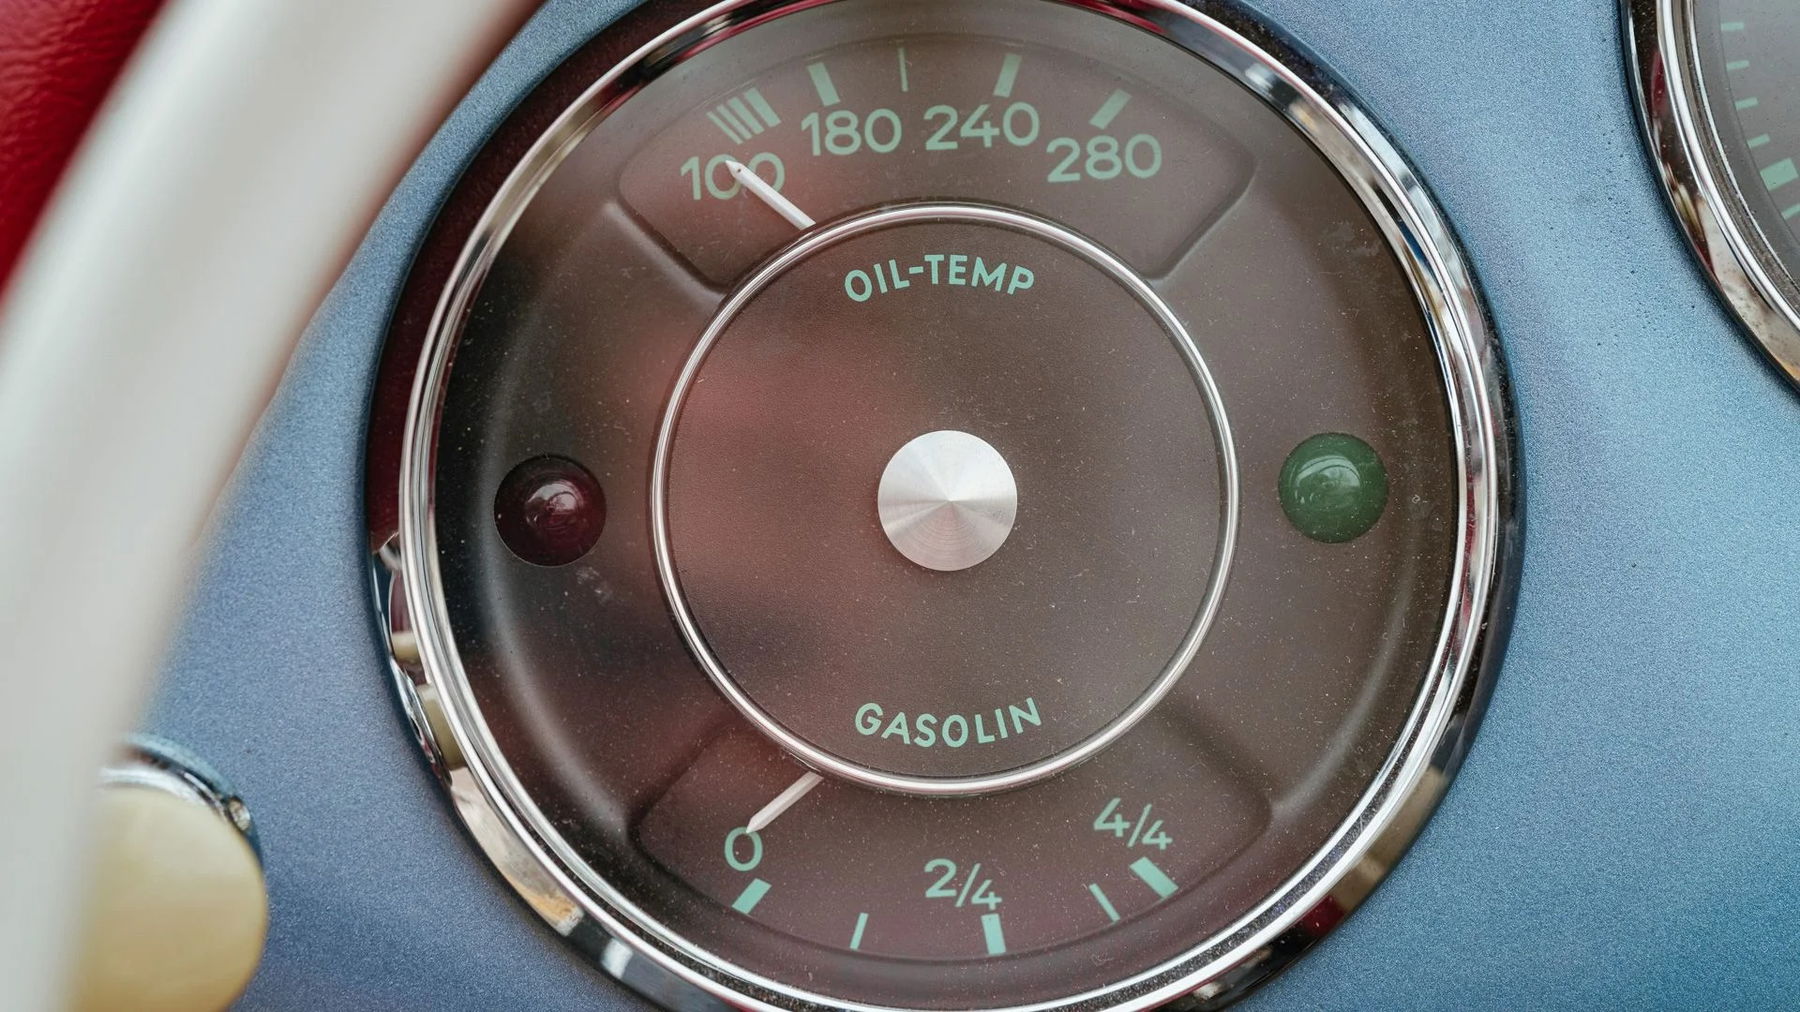 100 180 240 280
OIL-TEMP
GASOLIN
0 2/4 4/4